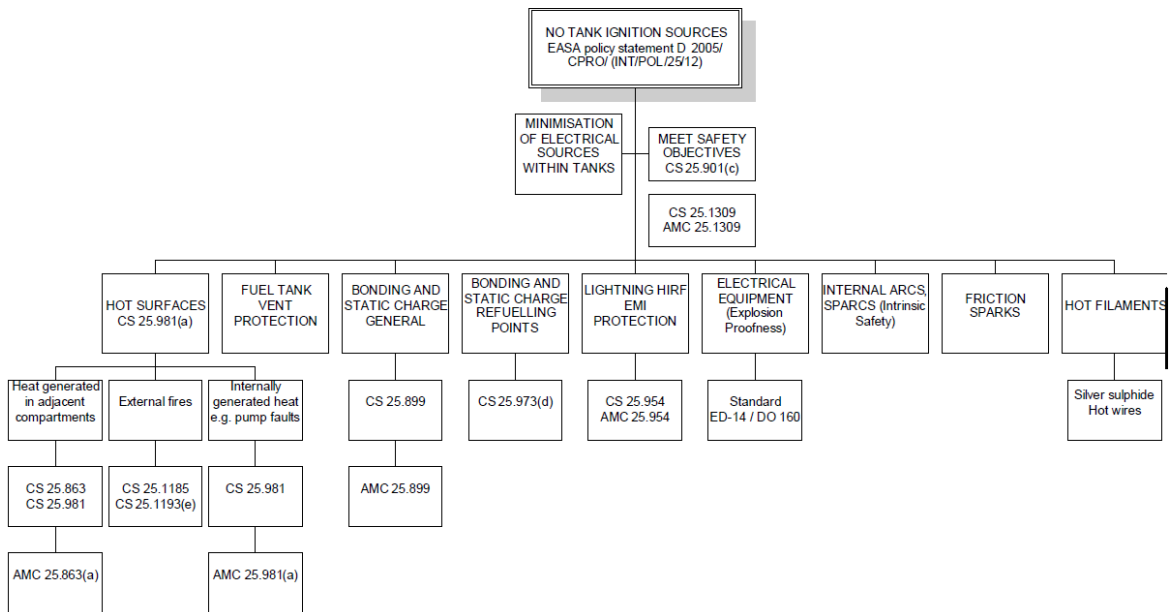 NO TANK IGNITION SOURCES
EASA policy statement D 2005/
CPRO/ (INT/POL/25/12)
MINIMISATION
OF ELECTRICAL
SOURCES
WITHIN TANKS
MEET SAFETY
OBJECTIVES
CS 25.901(c)
CS 25.1309
AMC 25.1309
HOT SURFACES
CS 25.981(a)
FUEL TANK
VENT
PROTECTION
BONDING AND
STATIC CHARGE
GENERAL
BONDING AND
STATIC CHARGE
REFUELLING
POINTS
LIGHTNING HIRF
EMI
PROTECTION
ELECTRICAL
EQUIPMENT
(Explosion
Proofness)
INTERNAL ARCS,
SPARCS (Intrinsic
Safety)
FRICTION
SPARKS
HOT FILAMENTS
Heat generated
in adjacent
compartments
External fires
Internally
generated heat
e.g. pump faults
CS 25.899
CS 25.973(d)
CS 25.954
AMC 25.954
Standard
ED-14 / DO 160
Silver sulphide
Hot wires
CS 25.863
CS 25.981
CS 25.1185
CS 25.1193(e)
CS 25.981
AMC 25.899
AMC 25.863(a)
AMC 25.981(a)